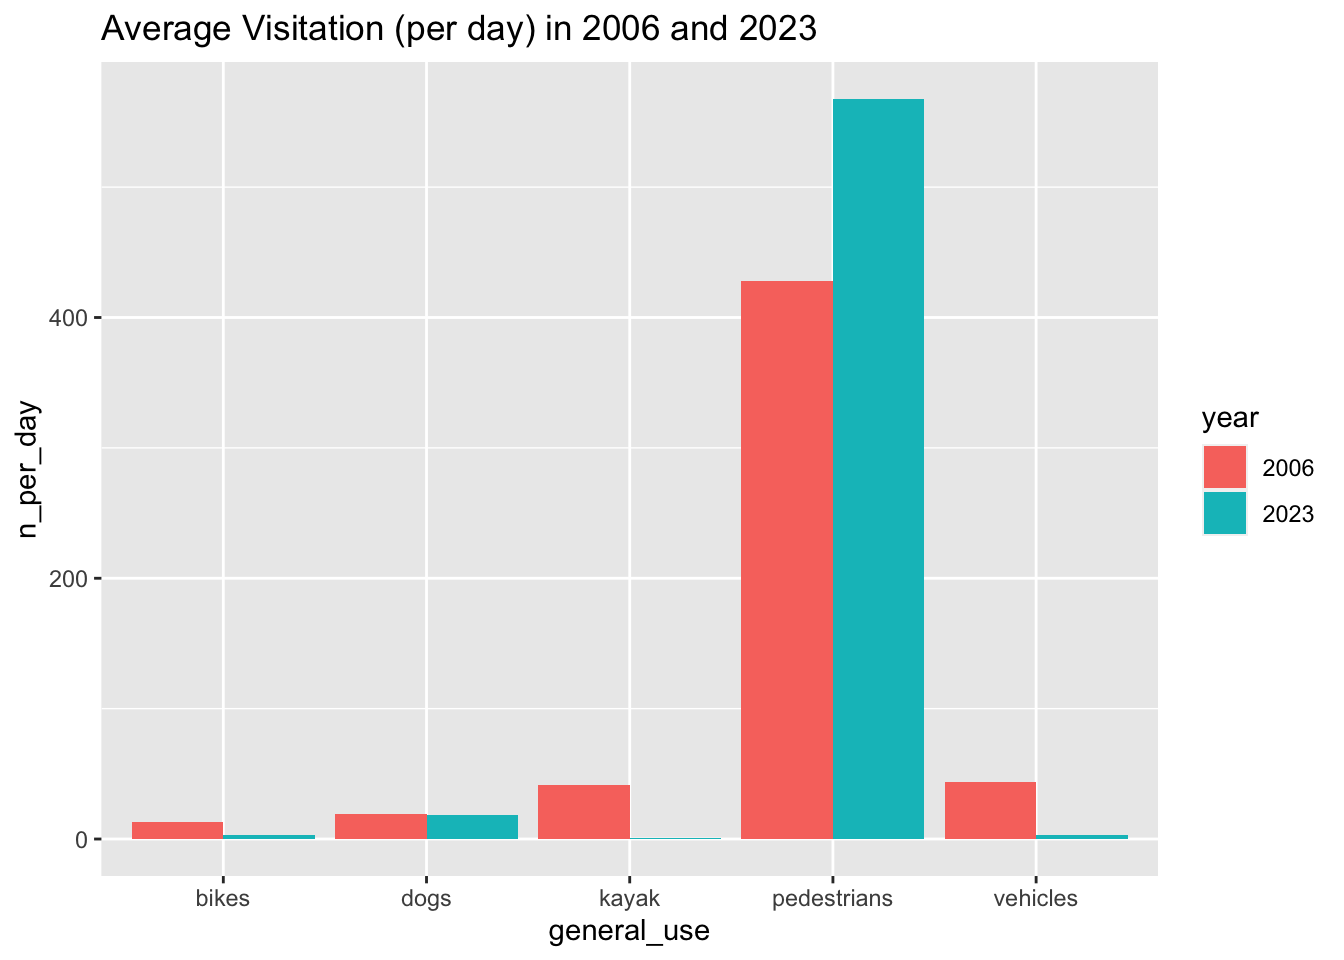 Average Visitation (per day) in 2006 and 2023
n_per_day
400
200
0
bikes dogs kayak pedestrians vehicles
general_use
year
2006
2023